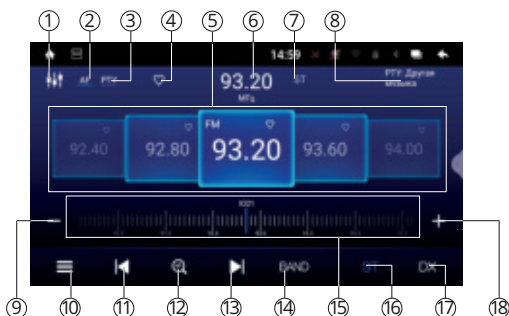 ① ② ③ ④ ⑤ ⑥ ⑦ ⑧
14:59
AF PTY 93.20 ST PTY: Другая
МГц музыка
FM
92.40 92.80 93.20 93.60 94.00
BAND ST DX
⑨ ⑩ ⑪ ⑫ ⑬ ⑭ ⑮ ⑯ ⑰ ⑱